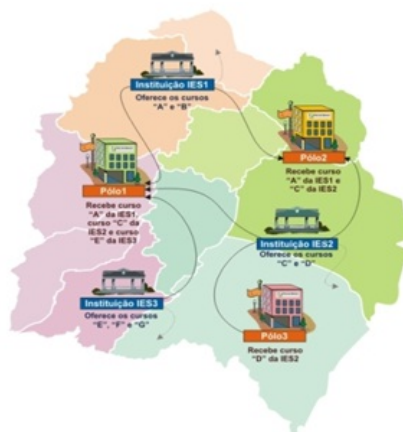 Instituição IES1
Oferece os cursos
"A" e "B"
Pólo2
Recebe curso
"A" da IES1 e
"C" da IES2
Pólo1
Recebe curso
"A" da IES1,
curso "C" da
IES2 e curso
"E" da IES3
Instituição IES2
Oferece os cursos
"C" e "D"
Instituição IES3
Oferece os cursos
"E", "F" e "G"
Pólo3
Recebe curso
"D" da IES2